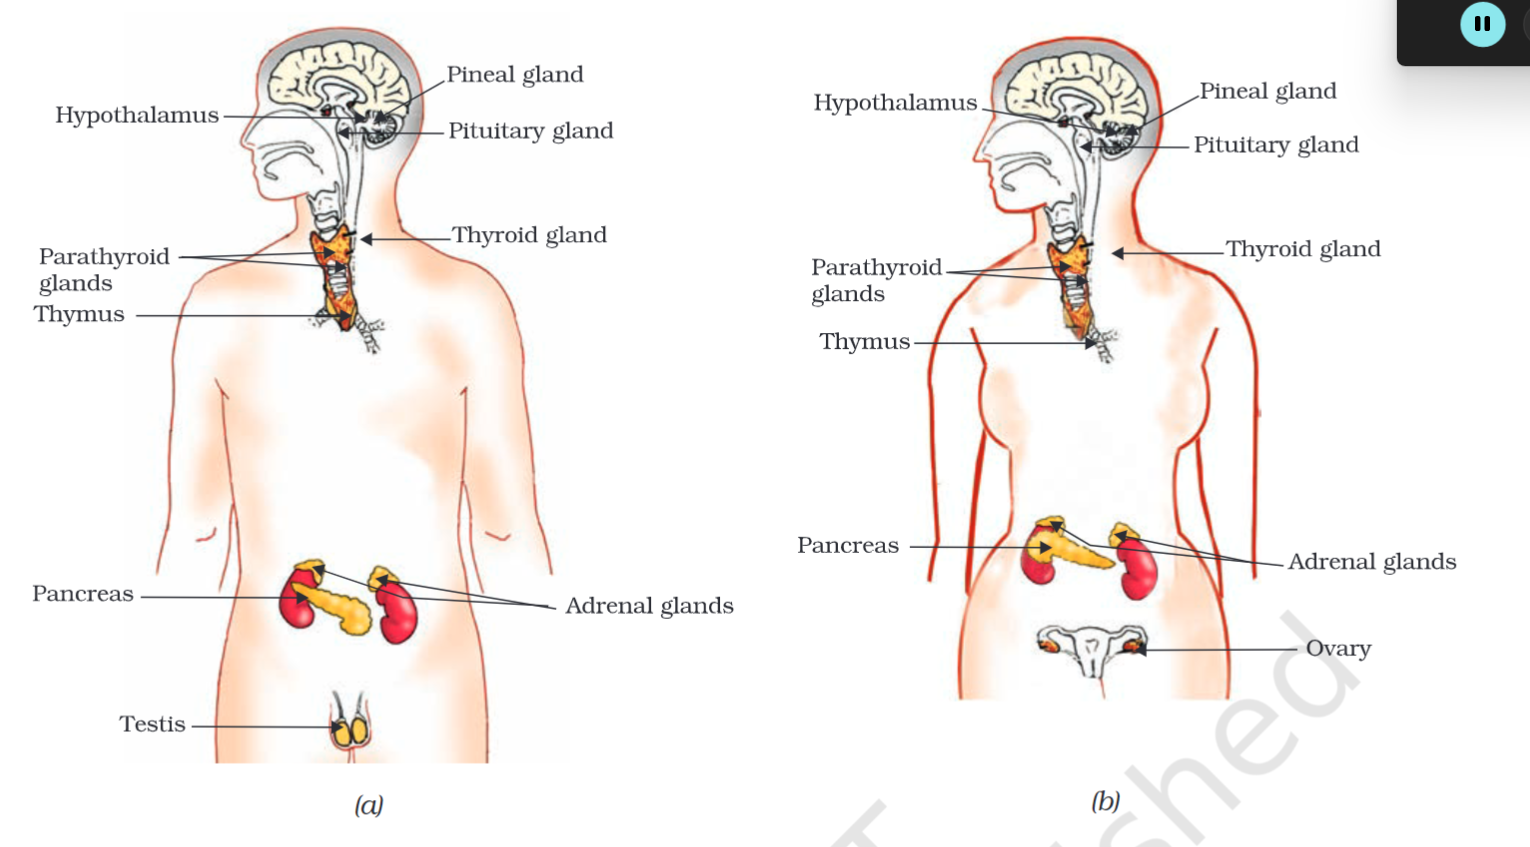 Pineal gland
Hypothalamus
Pituitary gland
Thyroid gland
Parathyroid
glands
Thymus
Pancreas
Adrenal glands
Testis
(a)
Pineal gland
Hypothalamus
Pituitary gland
Thyroid gland
Parathyroid
glands
Thymus
Pancreas
Adrenal glands
Ovary
(b)
shed